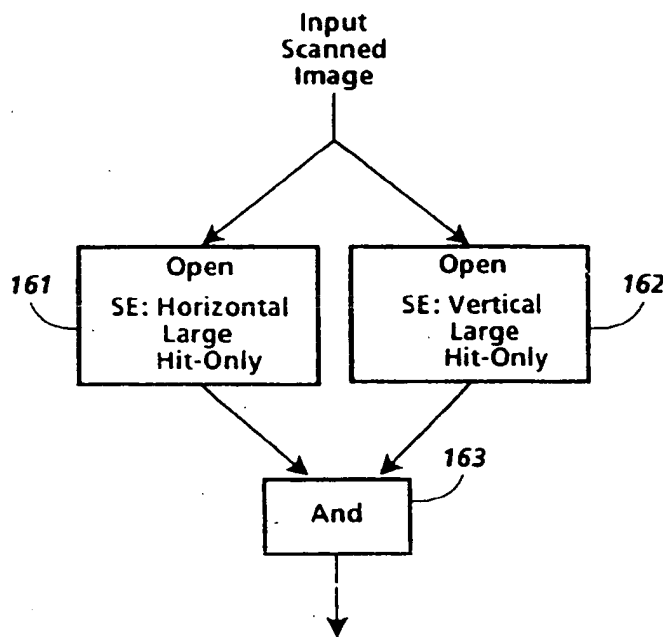 Input
Scanned
Image
161
Open
SE: Horizontal
Large
Hit-Only
Open
SE: Vertical
Large
Hit-Only
162
And
163